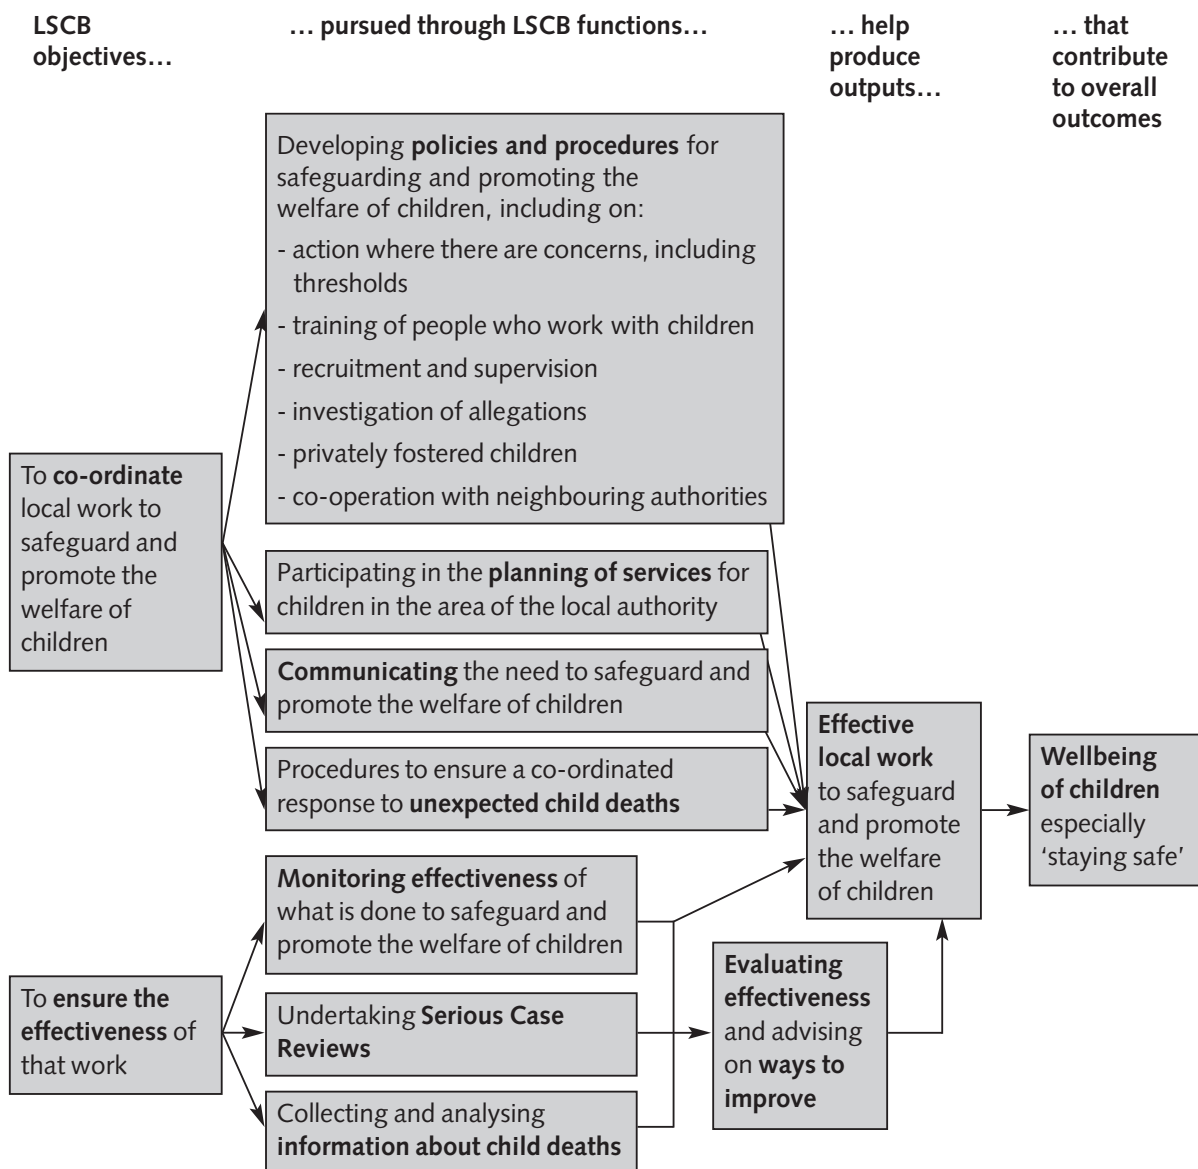 LSCB
objectives…
… pursued through LSCB functions…
… help
produce
outputs…
… that
contribute
to overall
outcomes
Developing policies and procedures for
safeguarding and promoting the
welfare of children, including on:
- action where there are concerns, including
thresholds
- training of people who work with children
- recruitment and supervision
- investigation of allegations
- privately fostered children
- co-operation with neighbouring authorities
To co-ordinate
local work to
safeguard and
promote the
welfare of
children
Participating in the planning of services for
children in the area of the local authority
Communicating the need to safeguard and
promote the welfare of children
Procedures to ensure a co-ordinated
response to unexpected child deaths
Effective
local work
to safeguard
and promote
the welfare
of children
Wellbeing
of children
especially
‘staying safe’
Monitoring effectiveness of
what is done to safeguard and
promote the welfare of children
To ensure the
effectiveness of
that work
Undertaking Serious Case
Reviews
Evaluating
effectiveness
and advising
on ways to
improve
Collecting and analysing
information about child deaths